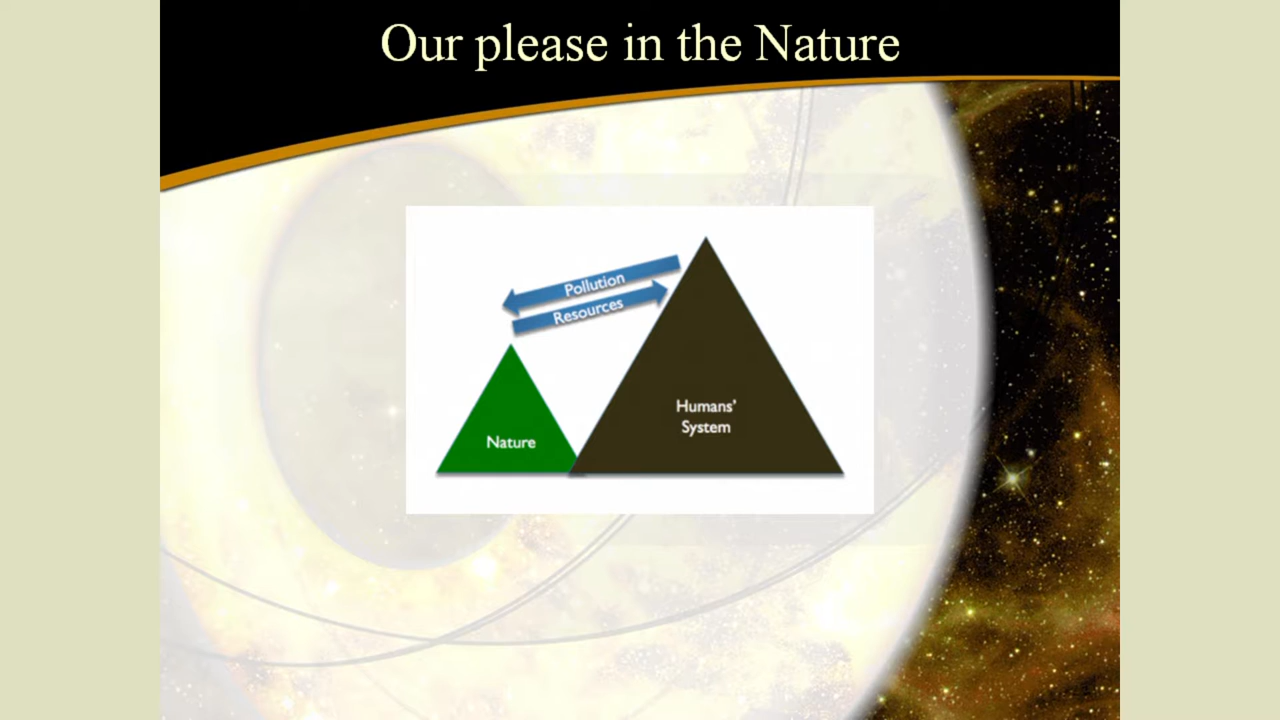 Our please in the Nature
Pollution
Resources
Humans'
System
Nature